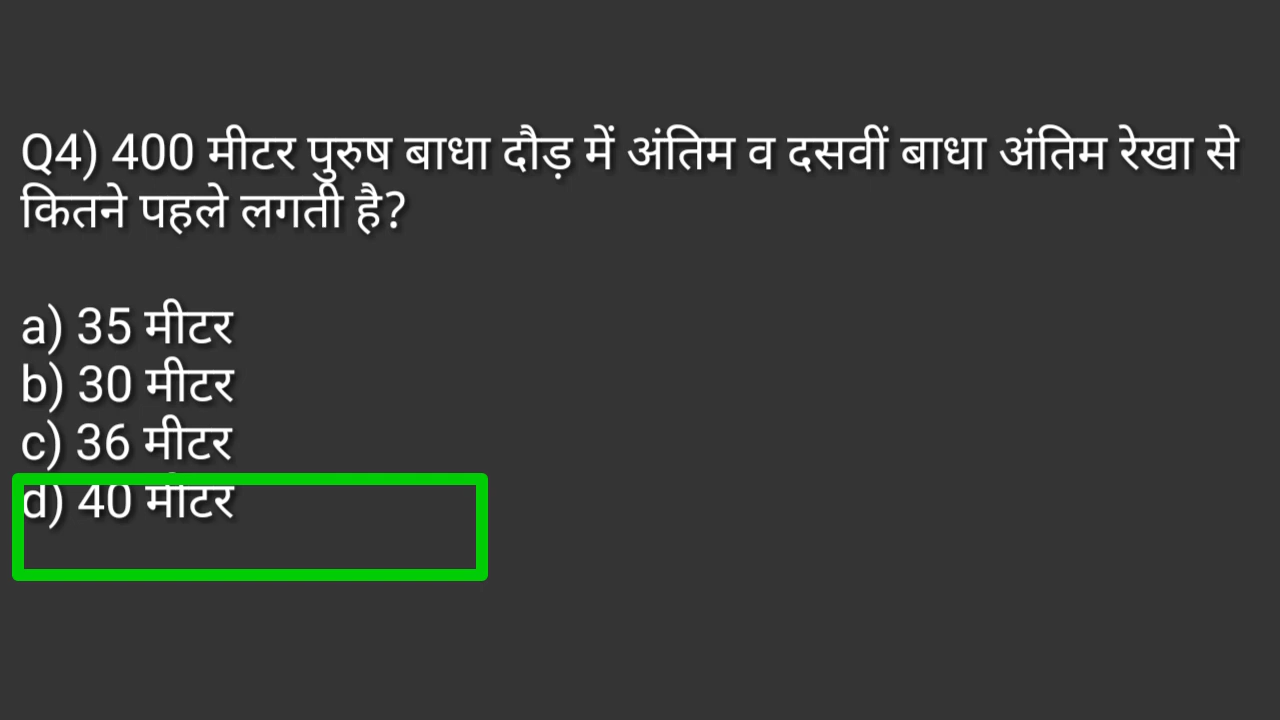 Q4) 400 मीटर पुरुष बाधा दौड़ में अंतिम व दसवीं बाधा अंतिम रेखा से
कितने पहले लगती है?
a) 35 मीटर
b) 30 मीटर
c) 36 मीटर
d) 40 मीटर